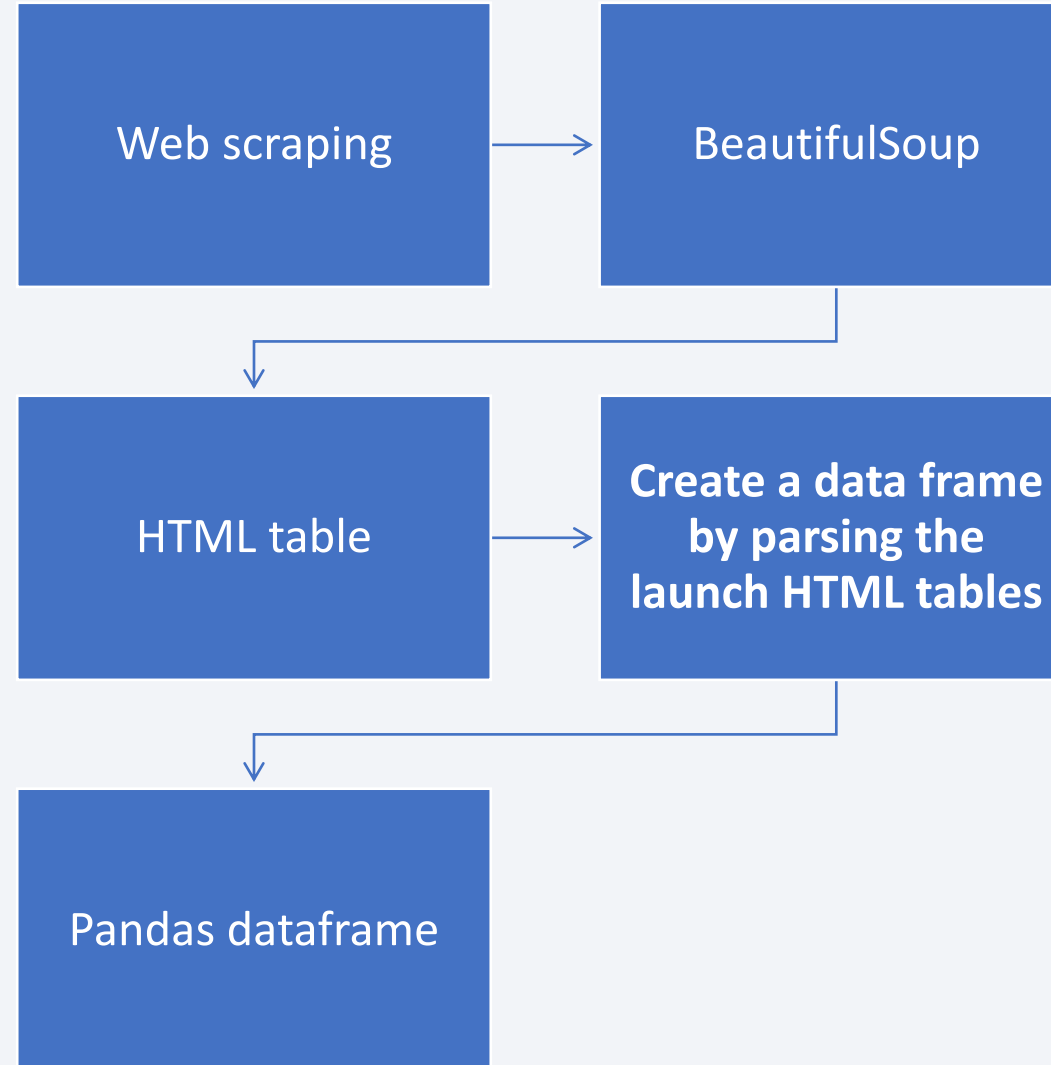 Web scraping
BeautifulSoup
HTML table
Create a data frame
by parsing the
launch HTML tables
Pandas dataframe